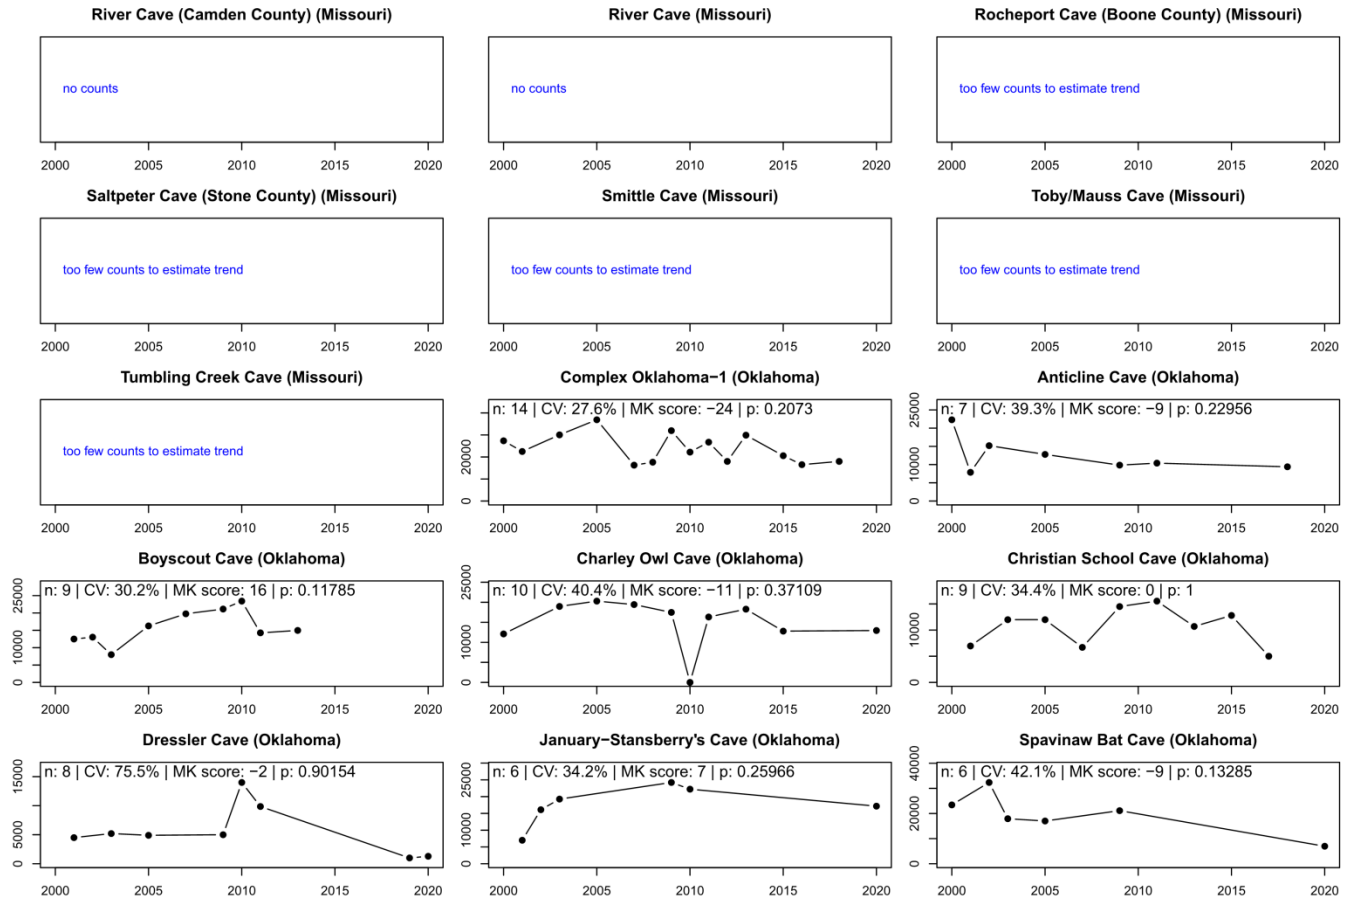 River Cave (Camden County) (Missouri)
River Cave (Missouri)
Rocheport Cave (Boone County) (Missouri)
no counts
no counts
too few counts to estimate trend
2000 2005 2010 2015 2020
2000 2005 2010 2015 2020
2000 2005 2010 2015 2020
Saltpeter Cave (Stone County) (Missouri)
Smittle Cave (Missouri)
Toby/Mauss Cave (Missouri)
too few counts to estimate trend
too few counts to estimate trend
too few counts to estimate trend
2000 2005 2010 2015 2020
2000 2005 2010 2015 2020
2000 2005 2010 2015 2020
Tumbling Creek Cave (Missouri)
Complex Oklahoma−1 (Oklahoma)
Anticline Cave (Oklahoma)
too few counts to estimate trend
n: 14 | CV: 27.6% | MK score: −24 | p: 0.2073
n: 7 | CV: 39.3% | MK score: −9 | p: 0.22956
0 20000
0 10000 25000
2000 2005 2010 2015 2020
2000 2005 2010 2015 2020
2000 2005 2010 2015 2020
Boyscout Cave (Oklahoma)
Charley Owl Cave (Oklahoma)
Christian School Cave (Oklahoma)
n: 9 | CV: 30.2% | MK score: 16 | p: 0.11785
n: 10 | CV: 40.4% | MK score: −11 | p: 0.37109
n: 9 | CV: 34.4% | MK score: 0 | p: 1
0 10000 25000
0 10000 25000
0 10000
2000 2005 2010 2015 2020
2000 2005 2010 2015 2020
2000 2005 2010 2015 2020
Dressler Cave (Oklahoma)
January−Stansberry's Cave (Oklahoma)
Spavinaw Bat Cave (Oklahoma)
n: 8 | CV: 75.5% | MK score: −2 | p: 0.90154
n: 6 | CV: 34.2% | MK score: 7 | p: 0.25966
n: 6 | CV: 42.1% | MK score: −9 | p: 0.13285
0 5000 15000
0 10000 25000
0 20000 40000
2000 2005 2010 2015 2020
2000 2005 2010 2015 2020
2000 2005 2010 2015 2020